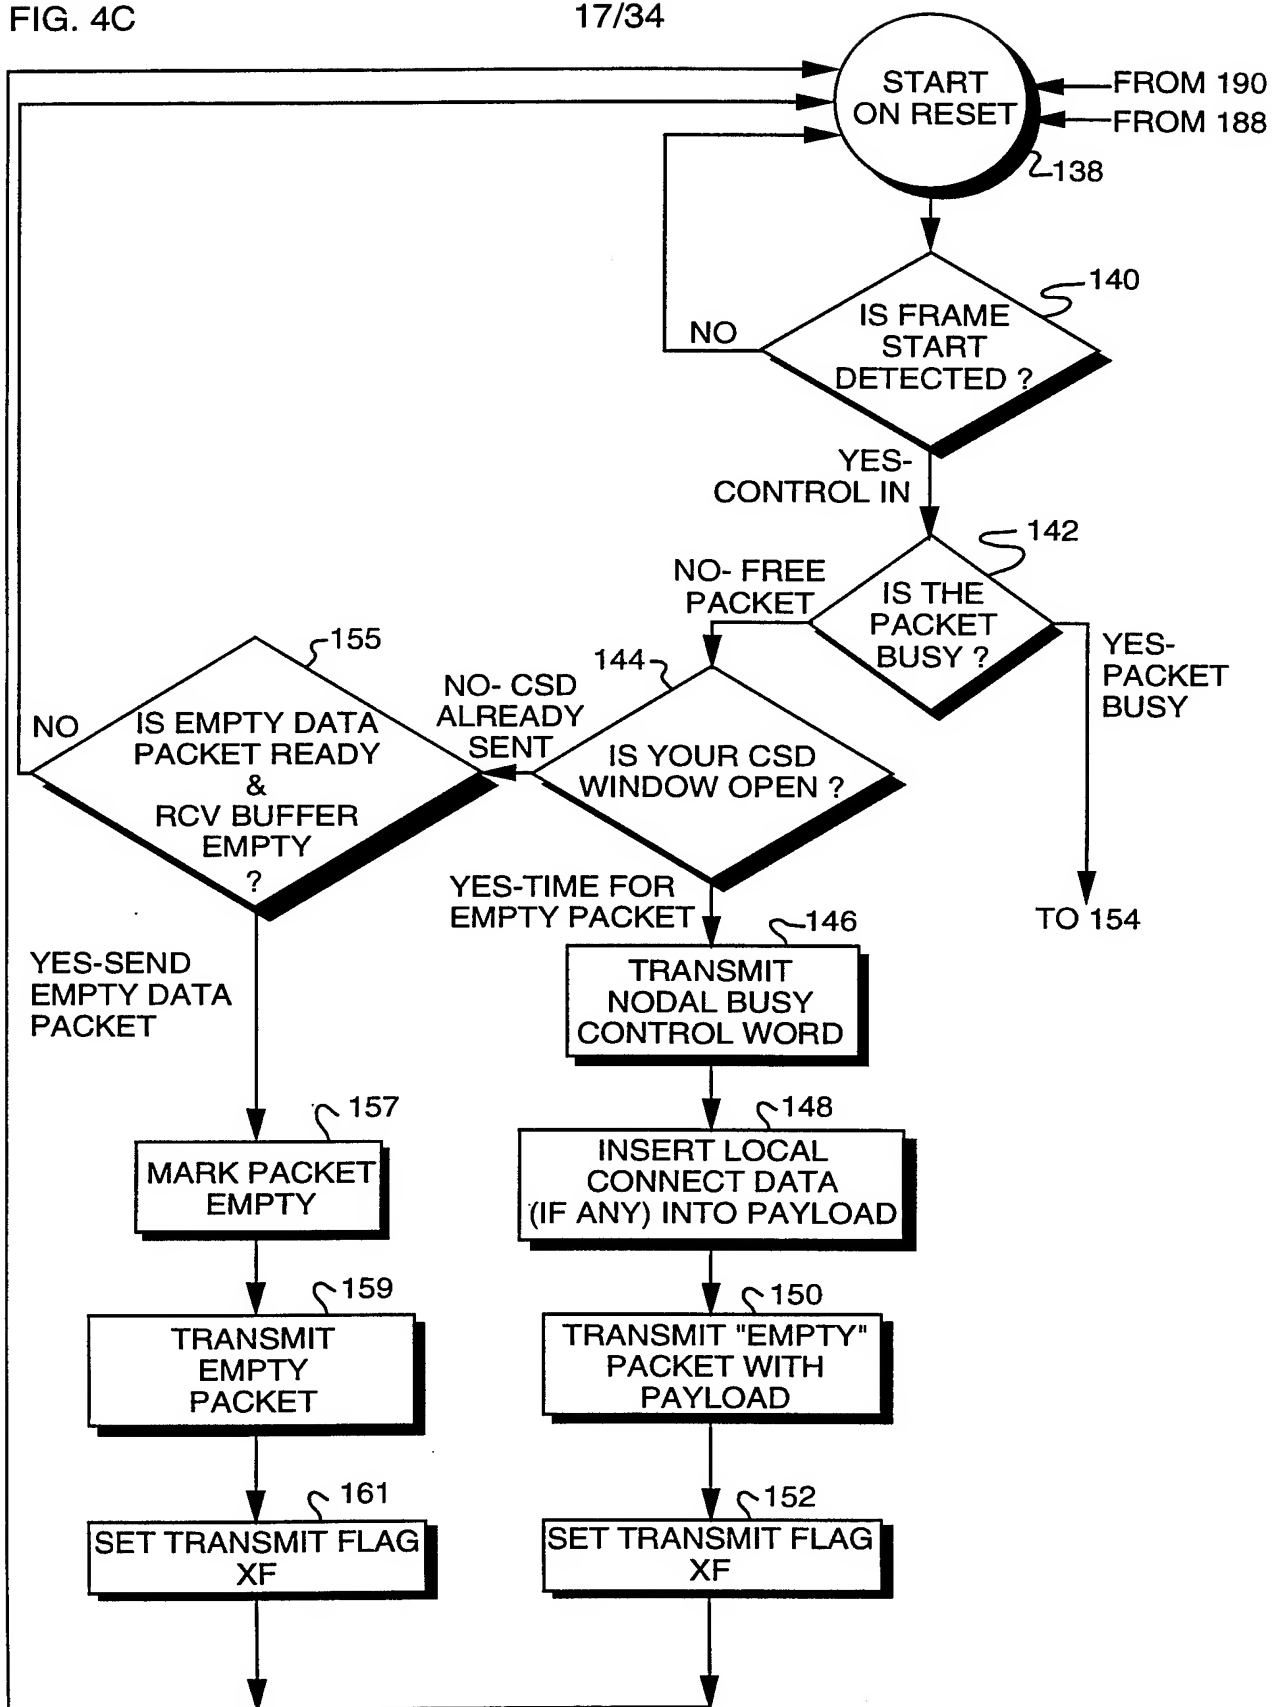 FIG. 4C
17/34
START
ON RESET
FROM 190
FROM 188
138
140
IS FRAME
START
DETECTED ?
NO
YES-
CONTROL IN
142
IS THE
PACKET
BUSY ?
NO- FREE
PACKET
YES-
PACKET
BUSY
TO 154
144
IS YOUR CSD
WINDOW OPEN ?
NO- CSD
ALREADY
SENT
155
IS EMPTY DATA
PACKET READY
&
RCV BUFFER
EMPTY
?
NO
YES-TIME FOR
EMPTY PACKET
146
TRANSMIT
NODAL BUSY
CONTROL WORD
YES-SEND
EMPTY DATA
PACKET
157
MARK PACKET
EMPTY
148
INSERT LOCAL
CONNECT DATA
(IF ANY) INTO PAYLOAD
159
TRANSMIT
EMPTY
PACKET
150
TRANSMIT "EMPTY"
PACKET WITH
PAYLOAD
161
SET TRANSMIT FLAG
XF
152
SET TRANSMIT FLAG
XF